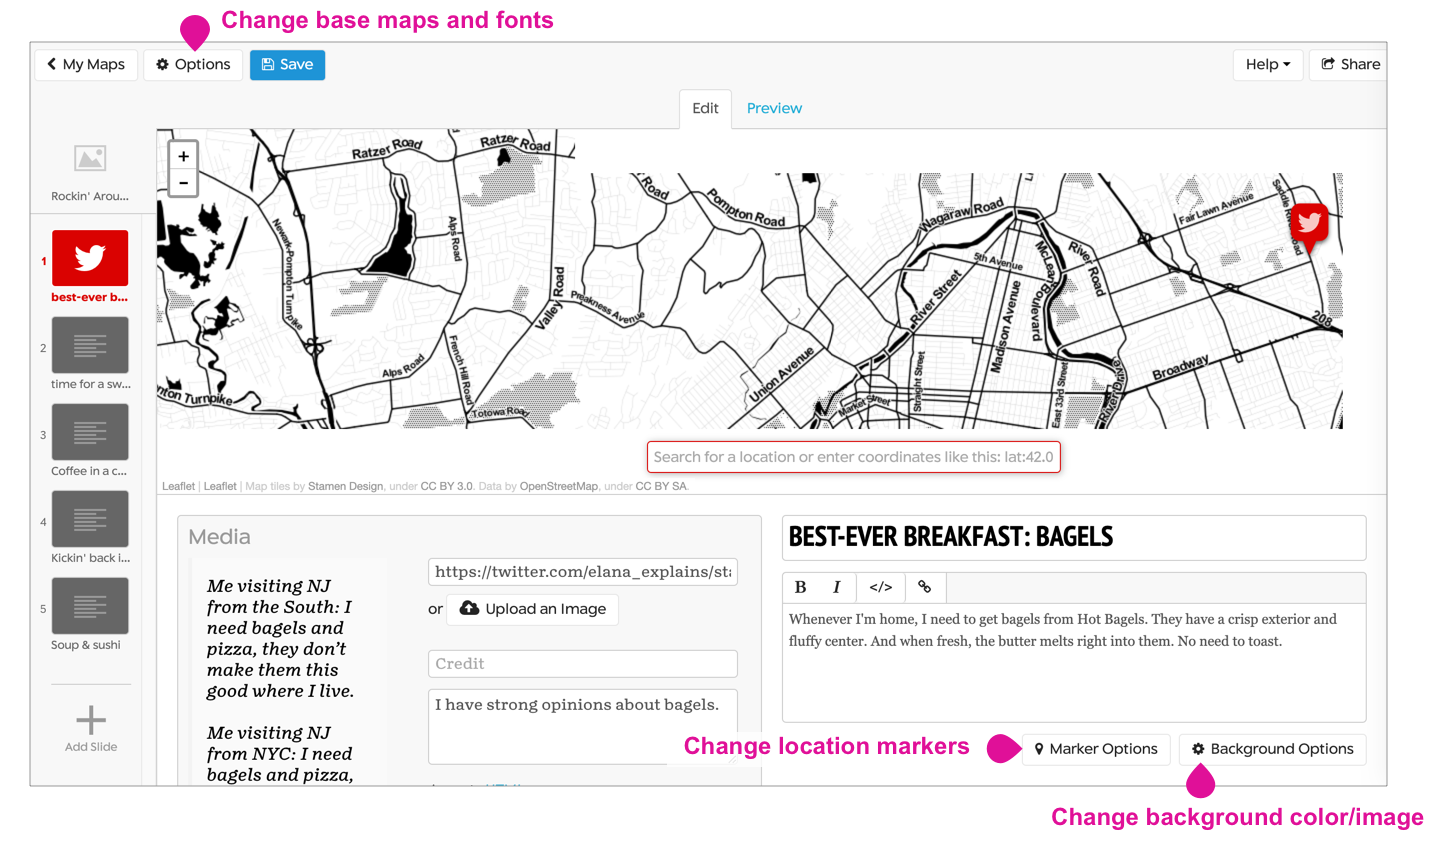 Change base maps and fonts
My Maps
Options
Save
Help
Share
Edit
Preview
Rockin' Arou...
1
best-ever b...
2
time for a sw...
3
Coffee in a c...
4
Kickin' back i...
5
Soup & sushi
Add Slide
+
-
Ratzer Road
Ratzer Road
Road
Pompton Road
Nagaraw Road
Fair Lawn Avenue
Saddle River Road
Newark-Pompton Turnpike
Alps Road
5th Avenue
McLean Boulevard
River Road
Valley Road
Preakness Avenue
River Street
Madison Avenue
208
Alps Road
French Hill Road
Union Avenue
Straight Street
East 33rd Street
River Drive
Broadway
nton Turnpike
Totowa Road
Market Street
Search for a location or enter coordinates like this: lat:42.0
Leaflet | Leaflet | Map tiles by Stamen Design, under CC BY 3.0. Data by OpenStreetMap, under CC BY SA.
Media
Me visiting NJ
from the South: I
need bagels and
pizza, they don't
make them this
good where I live.
Me visiting NJ
from NYC: I need
bagels and pizza,
https://twitter.com/elana_explains/sta
or
Upload an Image
Credit
I have strong opinions about bagels.
BEST-EVER BREAKFAST: BAGELS
B I </>
Whenever I'm home, I need to get bagels from Hot Bagels. They have a crisp exterior and
fluffy center. And when fresh, the butter melts right into them. No need to toast.
Change location markers
Marker Options
Background Options
Change background color/image